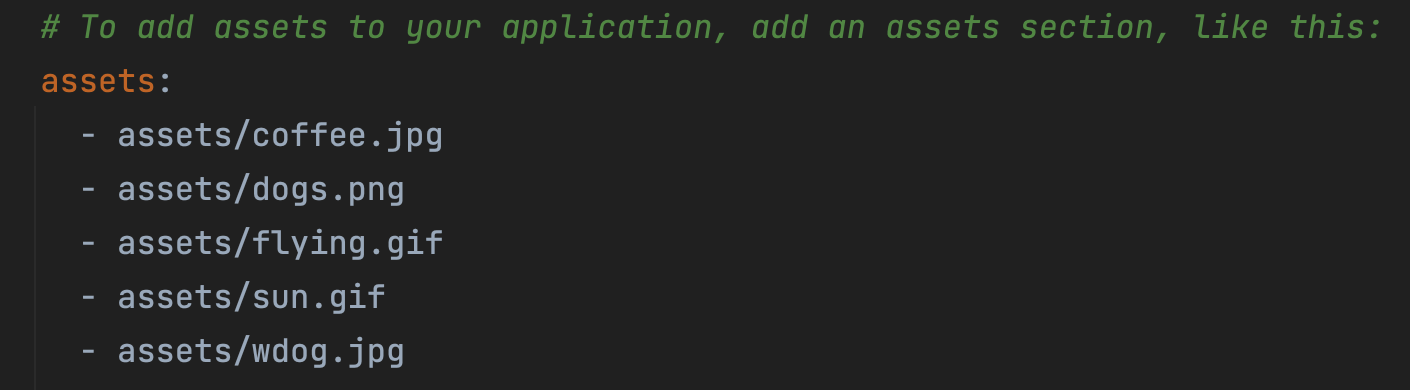 # To add assets to your application, add an assets section, like this:
assets:
- assets/coffee.jpg
- assets/dogs.png
- assets/flying.gif
- assets/sun.gif
- assets/wdog.jpg